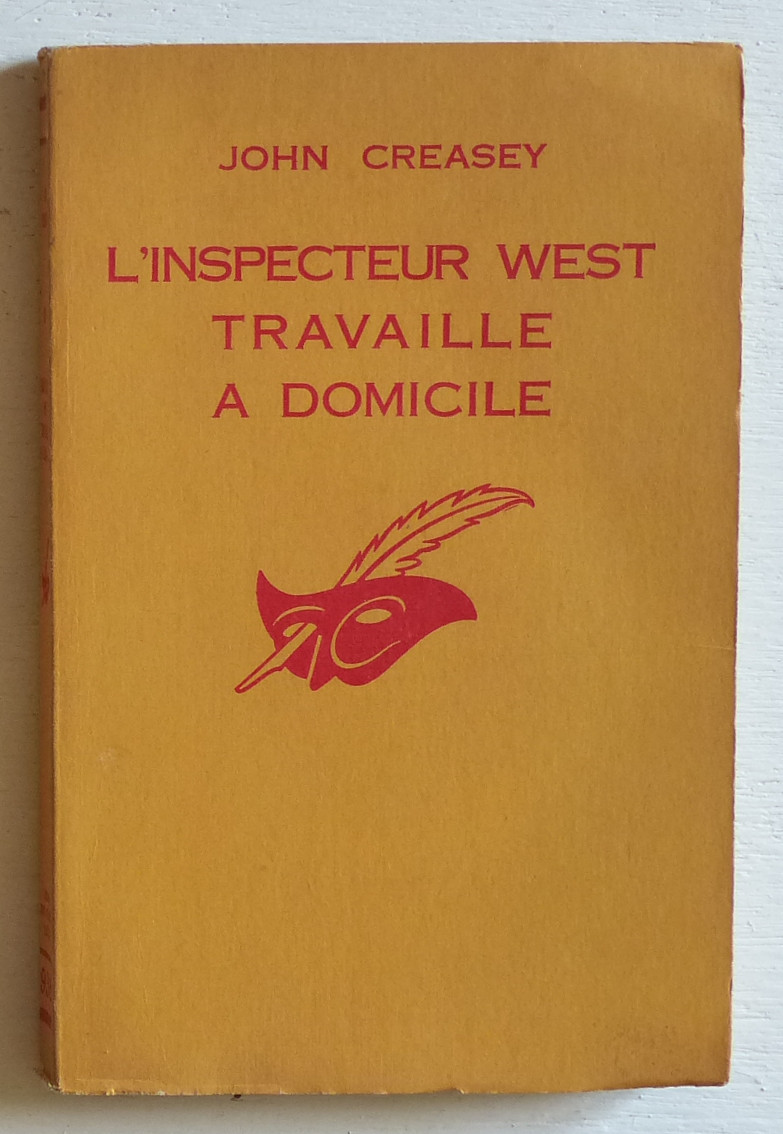 JOHN CREASEY
L'INSPECTEUR WEST
TRAVAILLE
A DOMICILE